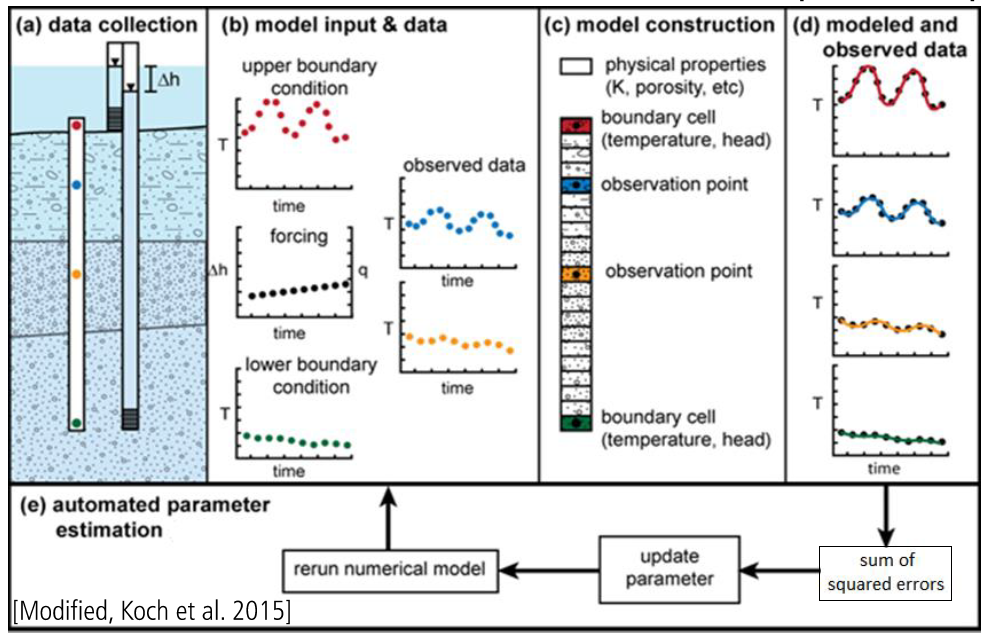 (a) data collection
Δh
(b) model input & data
upper boundary
condition
T
time
forcing
Δh
q
time
lower boundary
condition
T
time
observed data
T
time
T
time
(c) model construction
physical properties
(K, porosity, etc)
boundary cell
(temperature, head)
observation point
observation point
boundary cell
(temperature, head)
(d) modeled and
observed data
T
T
T
T
time
(e) automated parameter
estimation
rerun numerical model
update
parameter
sum of
squared errors
[Modified, Koch et al. 2015]